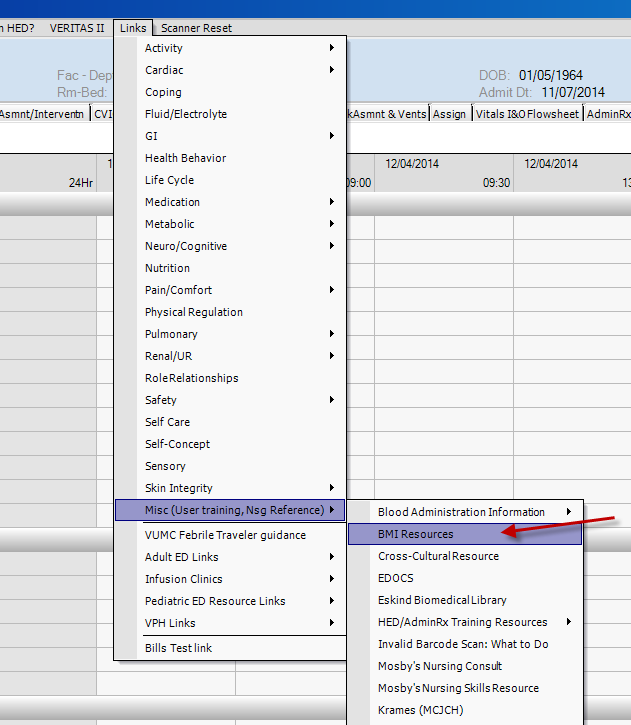 n HED? VERITAS II Links Scanner Reset
Activity
Fac - Dep
DOB: 01/05/1964
Cardiac
Rm-Bed:
Admit Dt: 11/07/2014
Coping
Asmnt/Interventn CVI
Fluid/Electrolyte
kAsmnt & Vents Assign Vitals I&O Flowsheet AdminRx
GI
Health Behavior
12/04/2014 12/04/2014
Life Cycle
24Hr 09:00 09:30 1
Medication
Metabolic
Neuro/Cognitive
Nutrition
Pain/Comfort
Physical Regulation
Pulmonary
Renal/UR
Role Relationships
Safety
Self Care
Self-Concept
Sensory
Skin Integrity
Misc (User training, Nsg Reference)
VUMC Febrile Traveler guidance
Adult ED Links
Infusion Clinics
Pediatric ED Resource Links
VPH Links
Bills Test link
Blood Administration Information
BMI Resources
Cross-Cultural Resource
EDOCS
Eskind Biomedical Library
HED/AdminRx Training Resources
Invalid Barcode Scan: What to Do
Mosby's Nursing Consult
Mosby's Nursing Skills Resource
Krames (MCJCH)